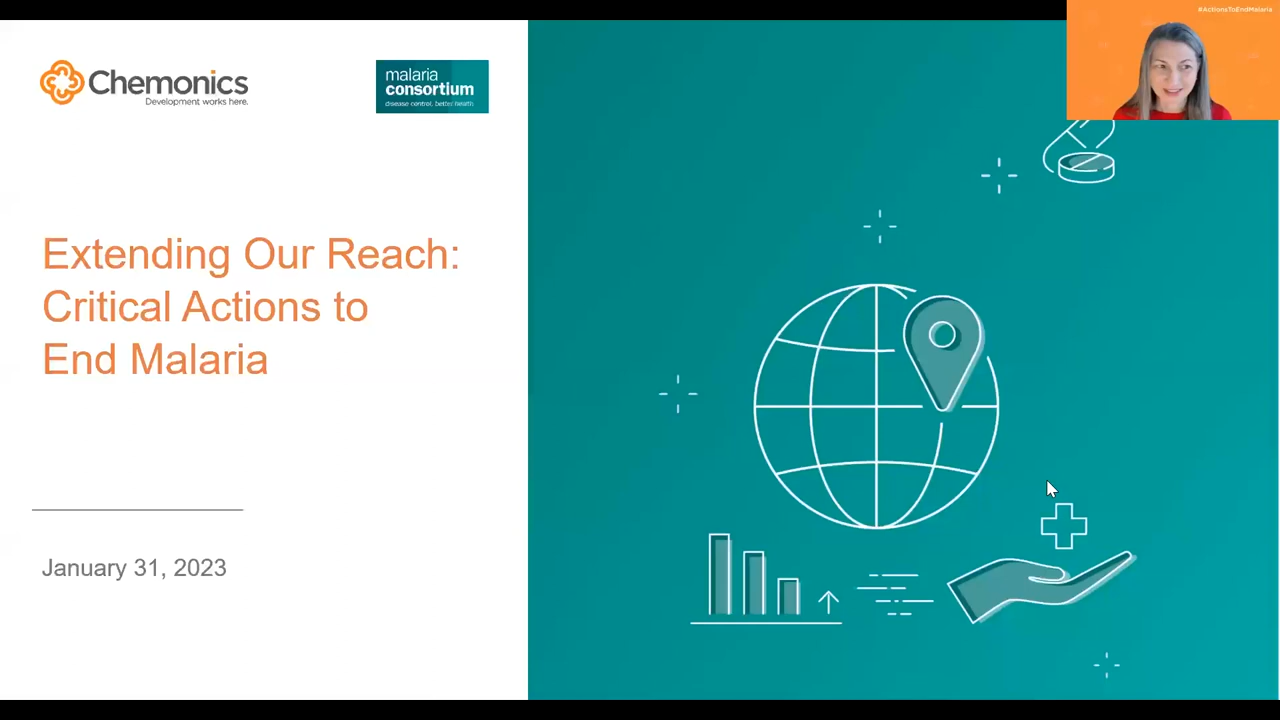 #ActionsToEndMalaria
Chemonics
Development works here.
malaria
consortium
disease control, better health
Extending Our Reach:
Critical Actions to
End Malaria
January 31, 2023